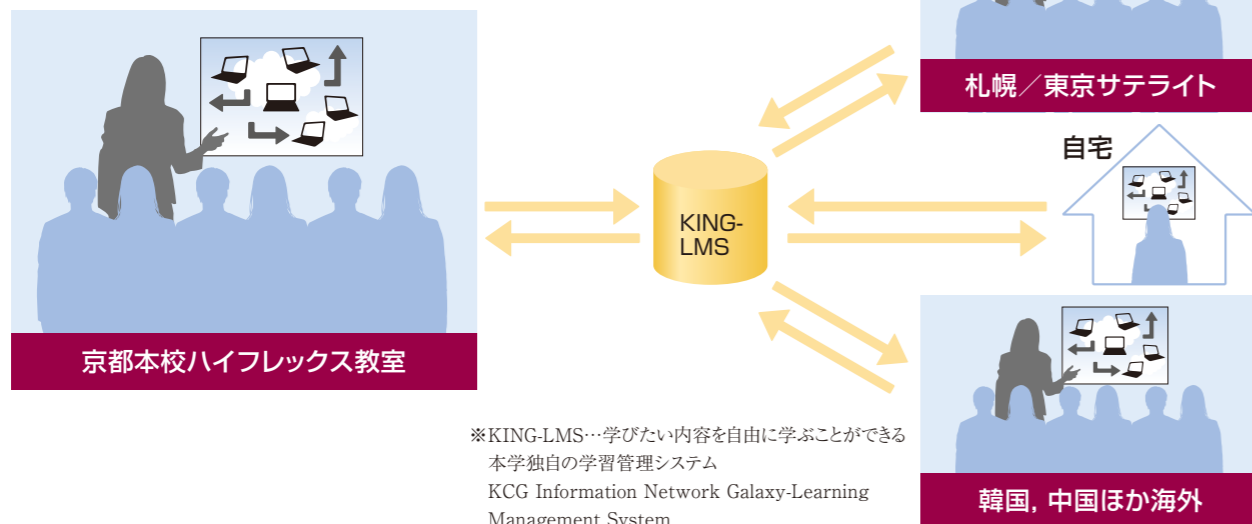 札幌／東京サテライト
自宅
KING-
LMS
京都本校ハイフレックス教室
韓国, 中国ほか海外
※KING-LMS…学びたい内容を自由に学ぶことができる
本学独自の学習管理システム
KCG Information Network Galaxy-Learning
Management System